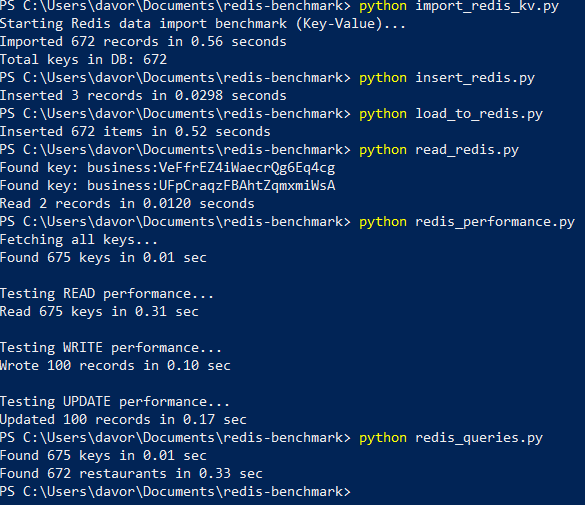 PS C:\Users\davor\Documents\redis-benchmark> python import_redis_kv.py
Starting Redis data import benchmark (Key-Value)...
Imported 672 records in 0.56 seconds
Total keys in DB: 672
PS C:\Users\davor\Documents\redis-benchmark> python insert_redis.py
Inserted 3 records in 0.0298 seconds
PS C:\Users\davor\Documents\redis-benchmark> python load_to_redis.py
Inserted 672 items in 0.52 seconds
PS C:\Users\davor\Documents\redis-benchmark> python read_redis.py
Found key: business:VeFfrEZ4iWaecrQg6Eq4cg
Found key: business:UFpCraqzFBAhtZqmxmiWsA
Read 2 records in 0.0120 seconds
PS C:\Users\davor\Documents\redis-benchmark> python redis_performance.py
Fetching all keys...
Found 675 keys in 0.01 sec
Testing READ performance...
Read 675 keys in 0.31 sec
Testing WRITE performance...
Wrote 100 records in 0.10 sec
Testing UPDATE performance...
Updated 100 records in 0.17 sec
PS C:\Users\davor\Documents\redis-benchmark> python redis_queries.py
Found 675 keys in 0.01 sec
Found 672 restaurants in 0.33 sec
PS C:\Users\davor\Documents\redis-benchmark>